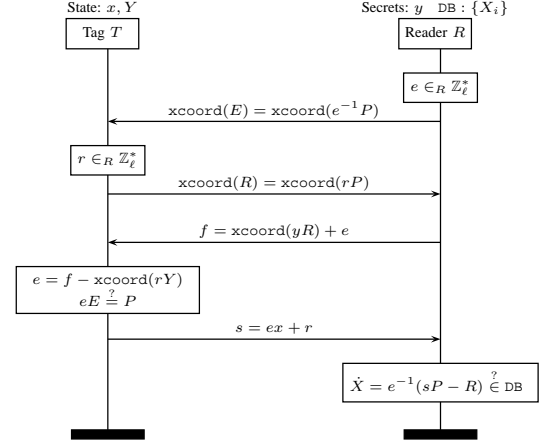 State: x, Y
Secrets: y DB : {X_i}
Tag T
Reader R
e ∈_R ℤ*_ℓ
xcoord(E) = xcoord(e⁻¹P)
r ∈_R ℤ*_ℓ
xcoord(R) = xcoord(rP)
f = xcoord(yR) + e
e = f − xcoord(rY)
eE ≟ P
s = ex + r
Ẋ = e⁻¹(sP − R) ∈? DB